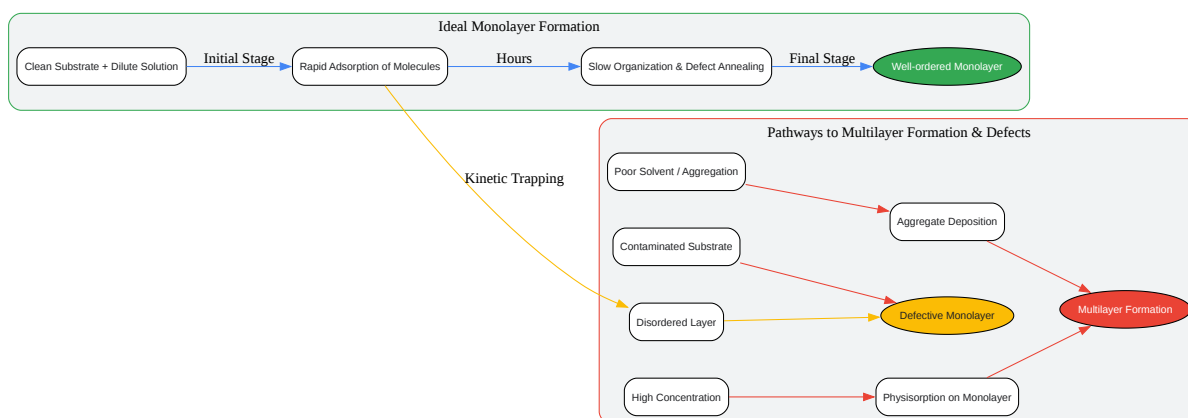 Ideal Monolayer Formation
Clean Substrate + Dilute Solution
Initial Stage
Rapid Adsorption of Molecules
Hours
Slow Organization & Defect Annealing
Final Stage
Well-ordered Monolayer
Pathways to Multilayer Formation & Defects
Kinetic Trapping
Poor Solvent / Aggregation
Aggregate Deposition
Contaminated Substrate
Disordered Layer
Defective Monolayer
Multilayer Formation
High Concentration
Physisorption on Monolayer